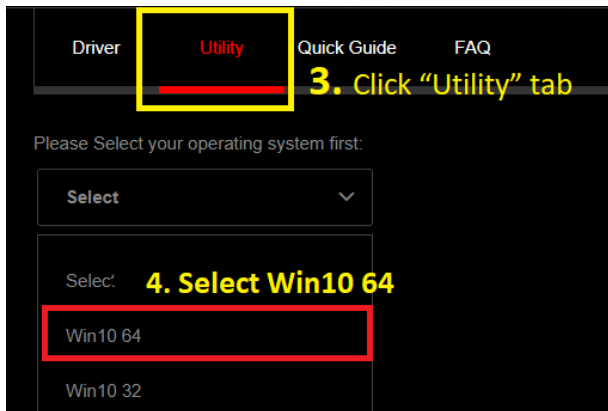 Driver Utility Quick Guide FAQ
3. Click “Utility” tab
Please Select your operating system first:
Select
Select
4. Select Win10 64
Win10 64
Win10 32